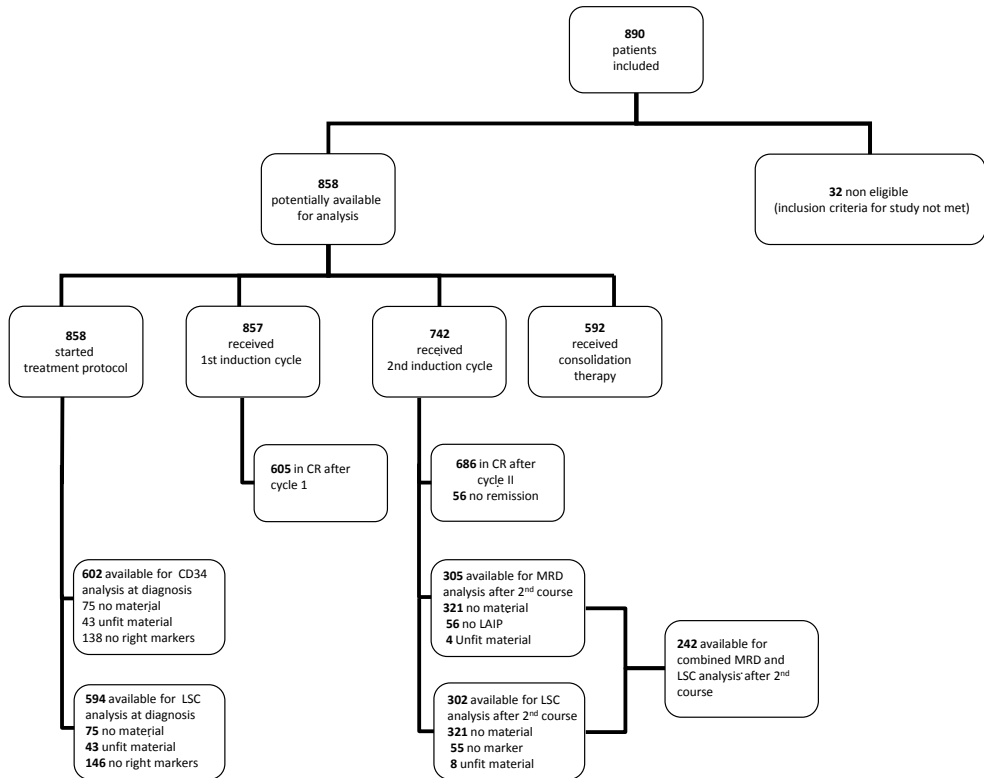 890
patients
included
858
potentially available
for analysis
32 non eligible
(inclusion criteria for study not met)
858
started
treatment protocol
857
received
1st induction cycle
742
received
2nd induction cycle
592
received
consolidation
therapy
605 in CR after
cycle 1
686 in CR after
cycle II
56 no remission
602 available for CD34
analysis at diagnosis
75 no material
43 unfit material
138 no right markers
305 available for MRD
analysis after 2nd course
321 no material
56 no LAIP
4 Unfit material
242 available for
combined MRD and
LSC analysis after 2nd
course
594 available for LSC
analysis at diagnosis
75 no material
43 unfit material
146 no right markers
302 available for LSC
analysis after 2nd course
321 no material
55 no marker
8 unfit material